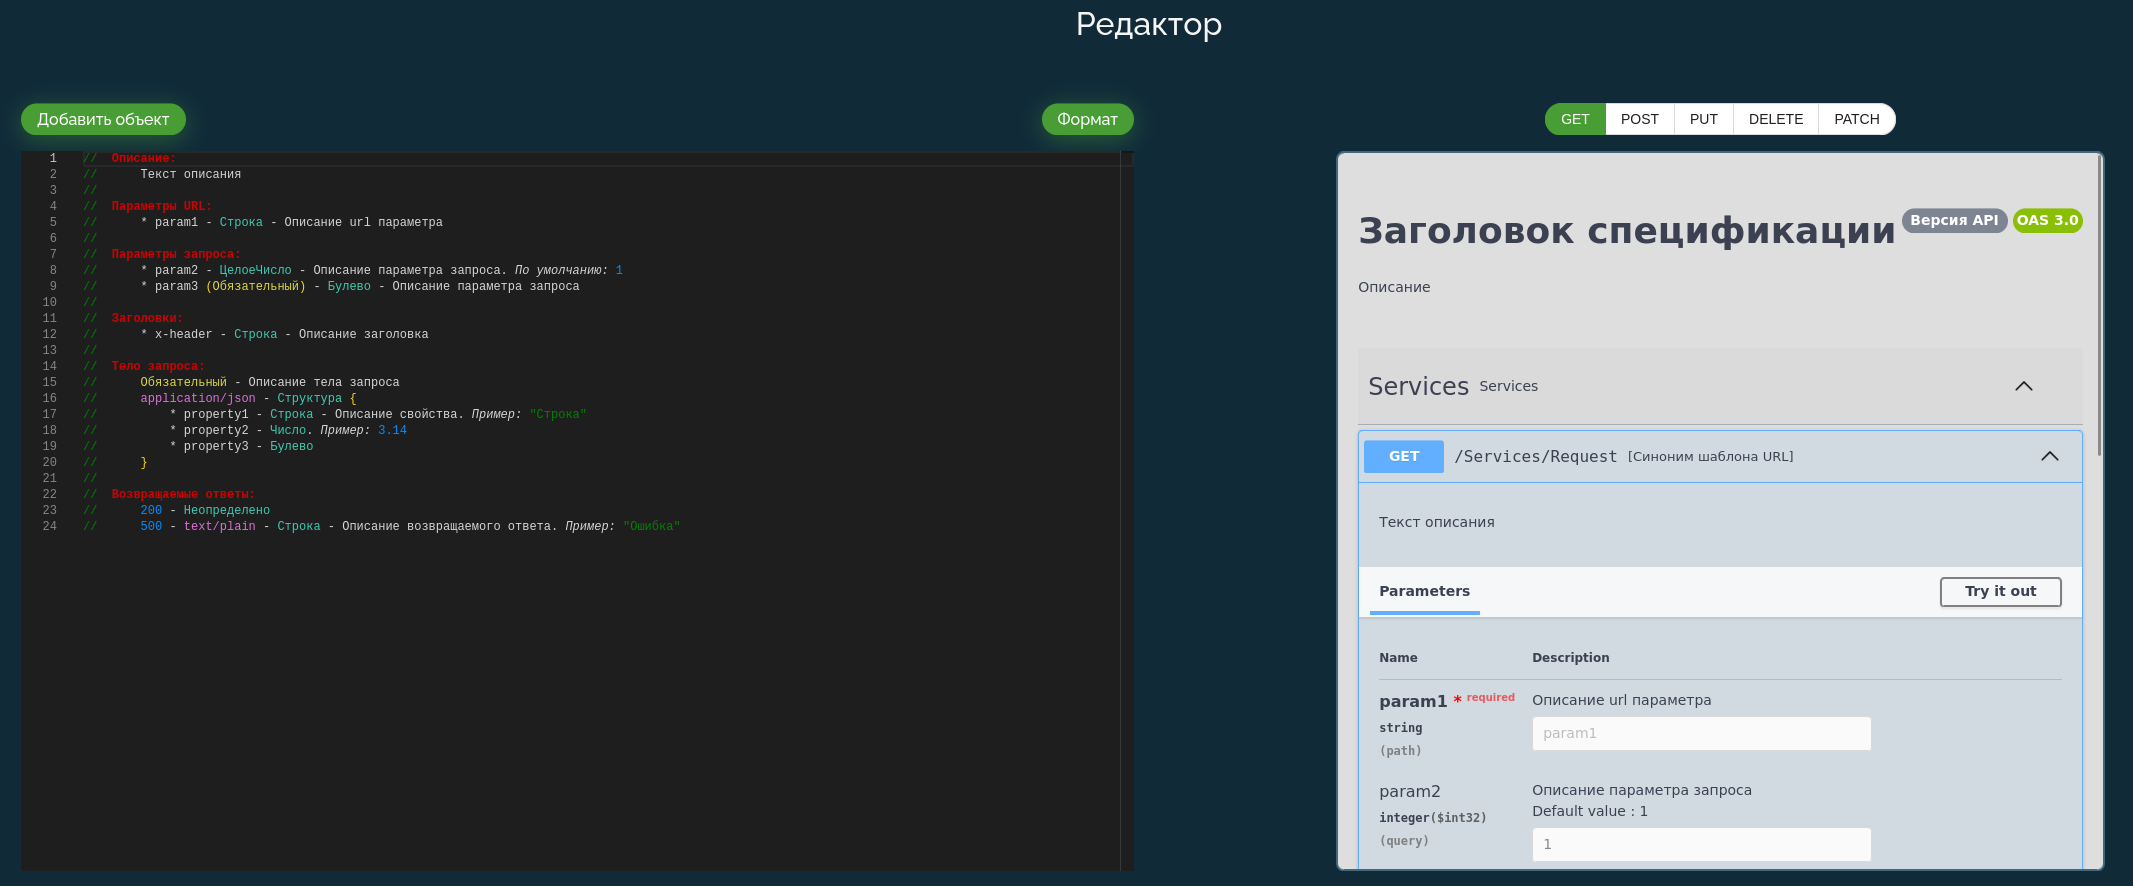 Редактор
Добавить объект
Формат
GET POST PUT DELETE PATCH
1 // Описание:
2 // Текст описания
3 //
4 // Параметры URL:
5 // * param1 - Строка - Описание url параметра
6 //
7 // Параметры запроса:
8 // * param2 - ЦелоеЧисло - Описание параметра запроса. По умолчанию: 1
9 // * param3 (Обязательный) - Булево - Описание параметра запроса
10 //
11 // Заголовки:
12 // * x-header - Строка - Описание заголовка
13 //
14 // Тело запроса:
15 // Обязательный - Описание тела запроса
16 // application/json - Структура {
17 // * property1 - Строка - Описание свойства. Пример: "Строка"
18 // * property2 - Число. Пример: 3.14
19 // * property3 - Булево
20 // }
21 //
22 // Возвращаемые ответы:
23 // 200 - Неопределено
24 // 500 - text/plain - Строка - Описание возвращаемого ответа. Пример: "Ошибка"
Заголовок спецификации Версия API OAS 3.0
Описание
Services Services
GET /Services/Request [Синоним шаблона URL]
Текст описания
Parameters Try it out
Name Description
param1 * required Описание url параметра
string param1
(path)
param2 Описание параметра запроса
Default value : 1
integer($int32)
(query) 1